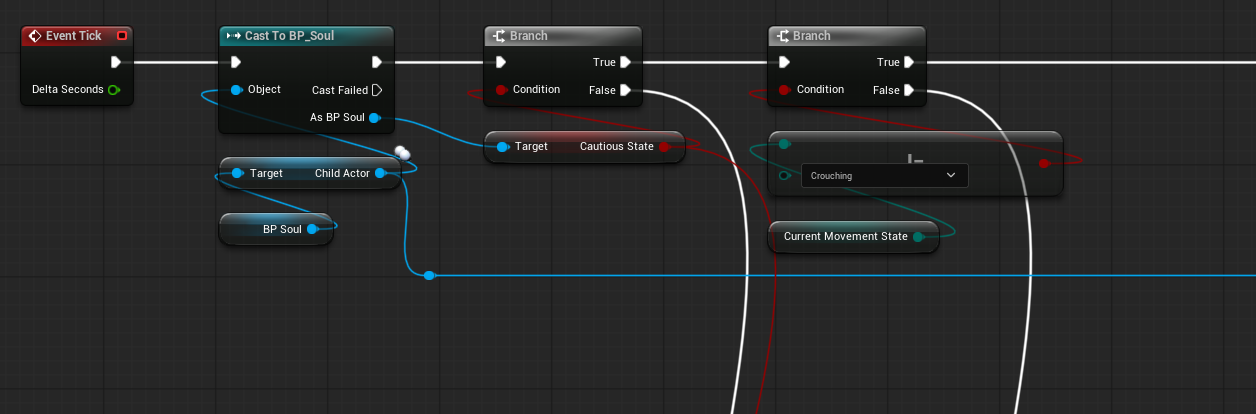 Event Tick
Delta Seconds
Cast To BP_Soul
Object
Cast Failed
As BP Soul
Target
Child Actor
BP Soul
Branch
True
Condition
False
Target
Cautious State
Branch
True
Condition
False
!=
Crouching
Current Movement State